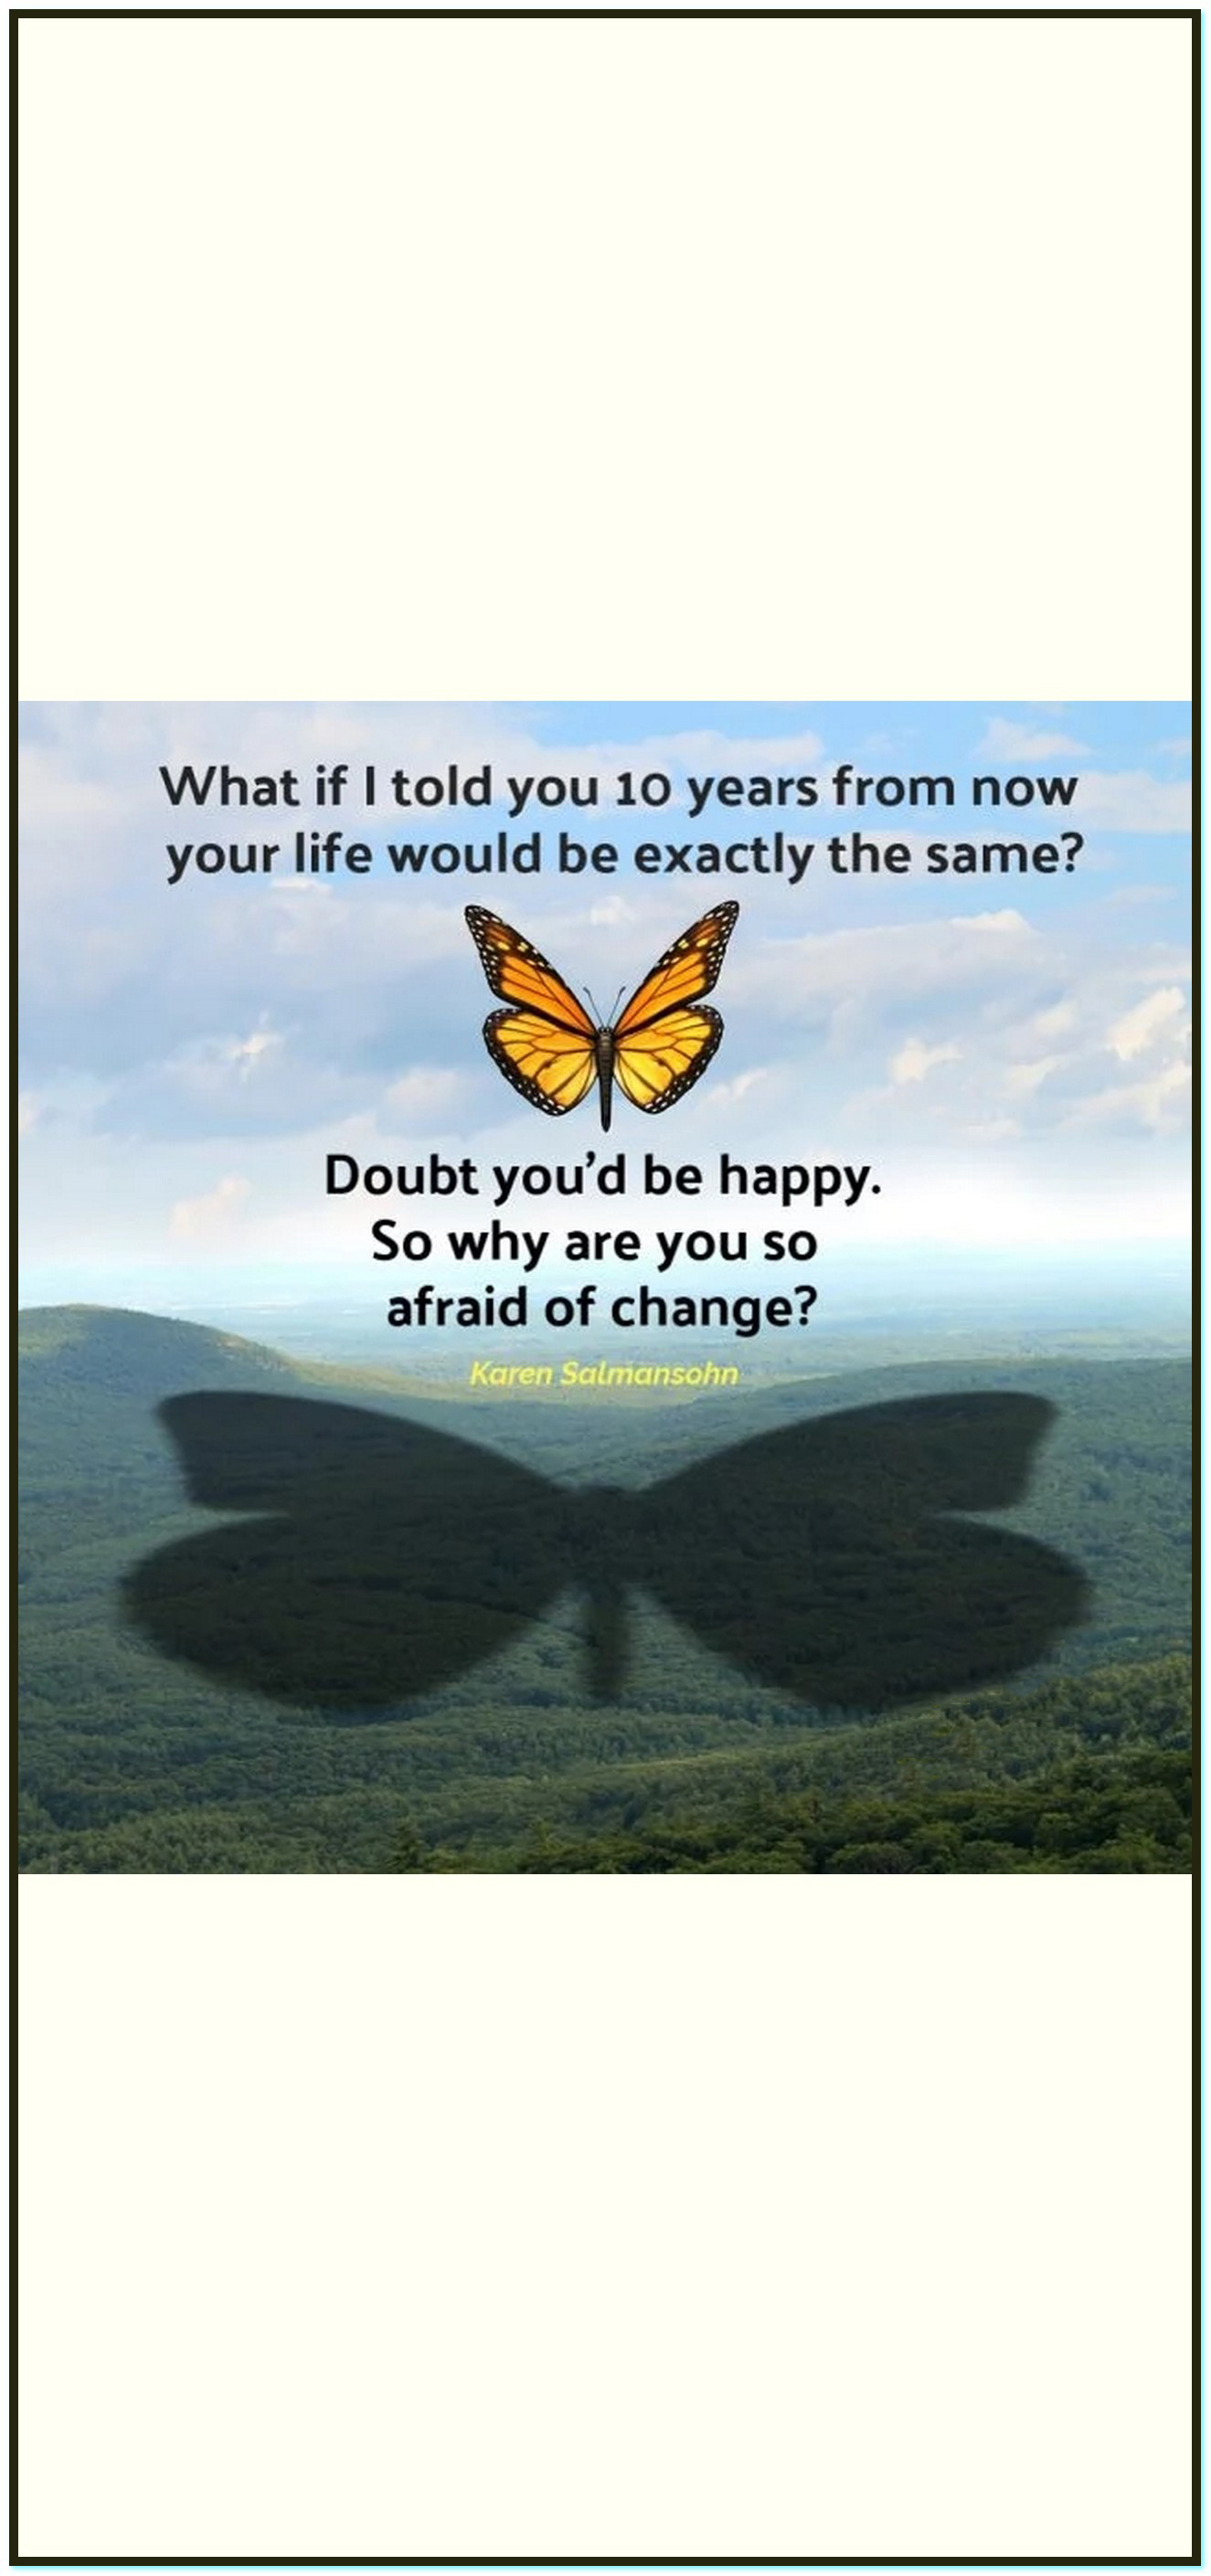 What if I told you 10 years from now
your life would be exactly the same?
Doubt you’d be happy.
So why are you so
afraid of change?
Karen Salmansohn